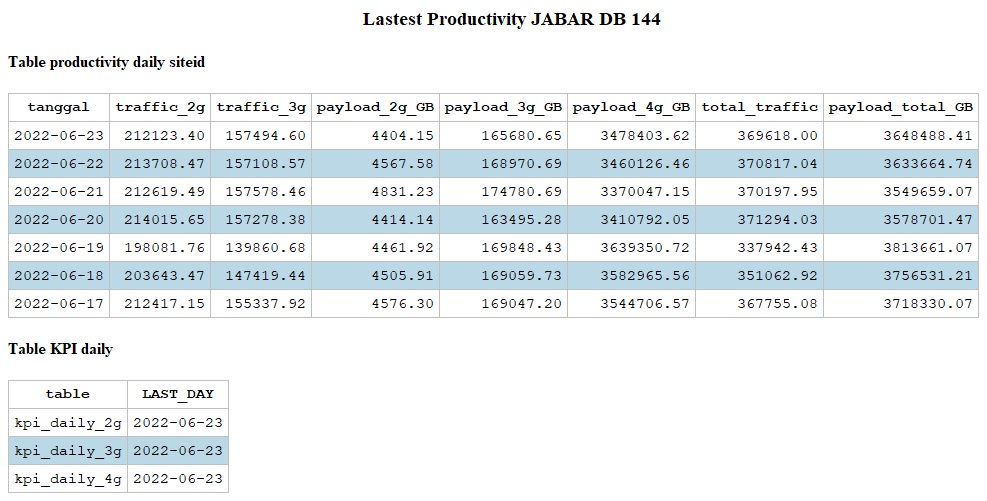 Lastest Productivity JABAR DB 144
Table productivity daily siteid
tanggal traffic_2g traffic_3g payload_2g_GB payload_3g_GB payload_4g_GB total_traffic payload_total_GB
2022-06-23 212123.40 157494.60 4404.15 165680.65 3478403.62 369618.00 3648488.41
2022-06-22 213708.47 157108.57 4567.58 168970.69 3460126.46 370817.04 3633664.74
2022-06-21 212619.49 157578.46 4831.23 174780.69 3370047.15 370197.95 3549659.07
2022-06-20 214015.65 157278.38 4414.14 163495.28 3410792.05 371294.03 3578701.47
2022-06-19 198081.76 139860.68 4461.92 169848.43 3639350.72 337942.43 3813661.07
2022-06-18 203643.47 147419.44 4505.91 169059.73 3582965.56 351062.92 3756531.21
2022-06-17 212417.15 155337.92 4576.30 169047.20 3544706.57 367755.08 3718330.07
Table KPI daily
table LAST_DAY
kpi_daily_2g 2022-06-23
kpi_daily_3g 2022-06-23
kpi_daily_4g 2022-06-23